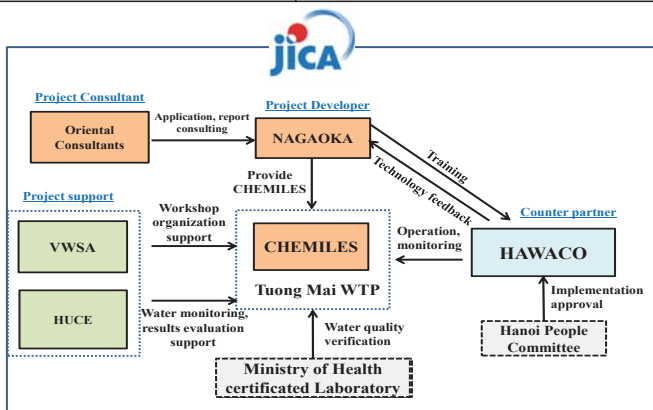 jICA
Project Consultant
Oriental
Consultants
Application, report
consulting
Project Developer
NAGAOKA
Training
Technology feedback
Provide
CHEMILES
Project support
VWSA
HUCE
Workshop
organization
support
Water monitoring,
results evaluation
support
CHEMILES
Tuong Mai WTP
Operation,
monitoring
Counter partner
HAWACO
Implementation
approval
Hanoi People
Committee
Water quality
verification
Ministry of Health
certificated Laboratory